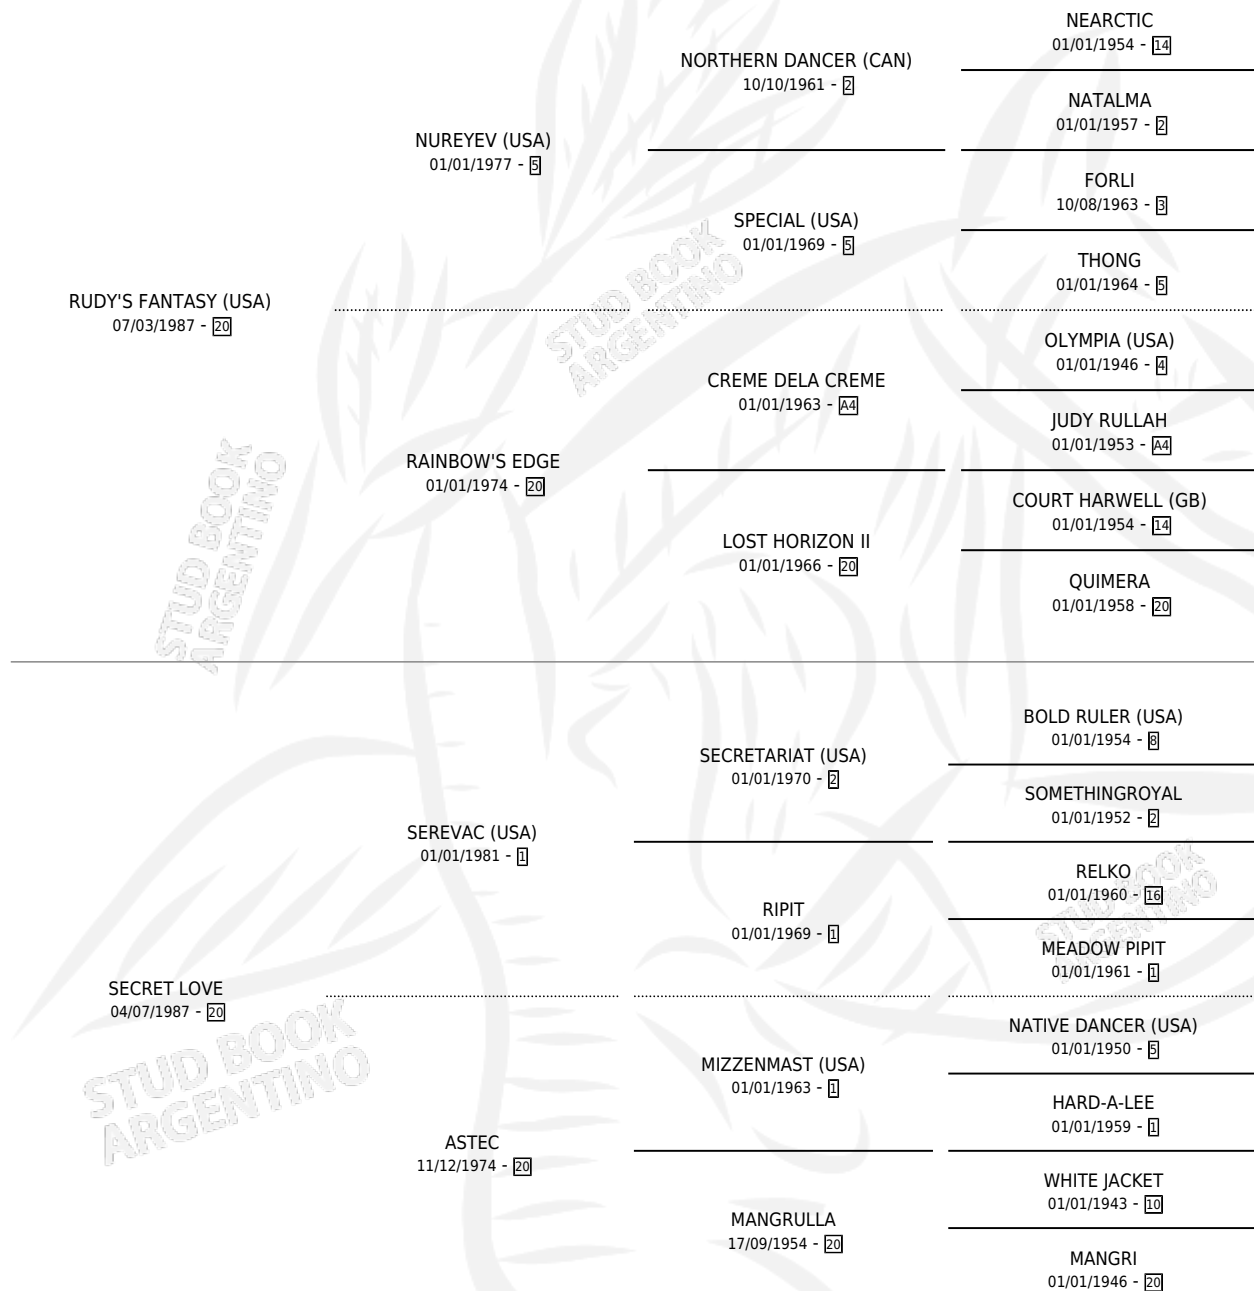 NEARCTIC
01/01/1954 - 14
NORTHERN DANCER (CAN)
10/10/1961 - 2
NATALMA
01/01/1957 - 2
NUREYEV (USA)
01/01/1977 - 5
FORLI
10/08/1963 - 3
SPECIAL (USA)
01/01/1969 - 5
THONG
01/01/1964 - 5
RUDY'S FANTASY (USA)
07/03/1987 - 20
STUD BOOK
ARGENTINO
OLYMPIA (USA)
01/01/1946 - 4
CREME DELA CREME
01/01/1963 - A4
JUDY RULLAH
01/01/1953 - A4
RAINBOW'S EDGE
01/01/1974 - 20
COURT HARWELL (GB)
01/01/1954 - 14
LOST HORIZON II
01/01/1966 - 20
QUIMERA
01/01/1958 - 20
STUD BOOK
ARGENTINO
BOLD RULER (USA)
01/01/1954 - 8
SECRETARIAT (USA)
01/01/1970 - 2
SOMETHINGROYAL
01/01/1952 - 2
SEREVAC (USA)
01/01/1981 - 1
RELKO
01/01/1960 - 16
RIPIT
01/01/1969 - 1
MEADOW PIPIT
01/01/1961 - 1
STUD BOOK
ARGENTINO
SECRET LOVE
04/07/1987 - 20
NATIVE DANCER (USA)
01/01/1950 - 5
MIZZENMAST (USA)
01/01/1963 - 1
HARD-A-LEE
01/01/1959 - 1
STUD BOOK
ARGENTINO
ASTEC
11/12/1974 - 20
WHITE JACKET
01/01/1943 - 10
MANGRULLA
17/09/1954 - 20
MANGRI
01/01/1946 - 20